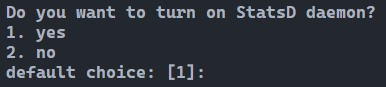 Do you want to turn on StatsD daemon?
1. yes
2. no
default choice: [1]: